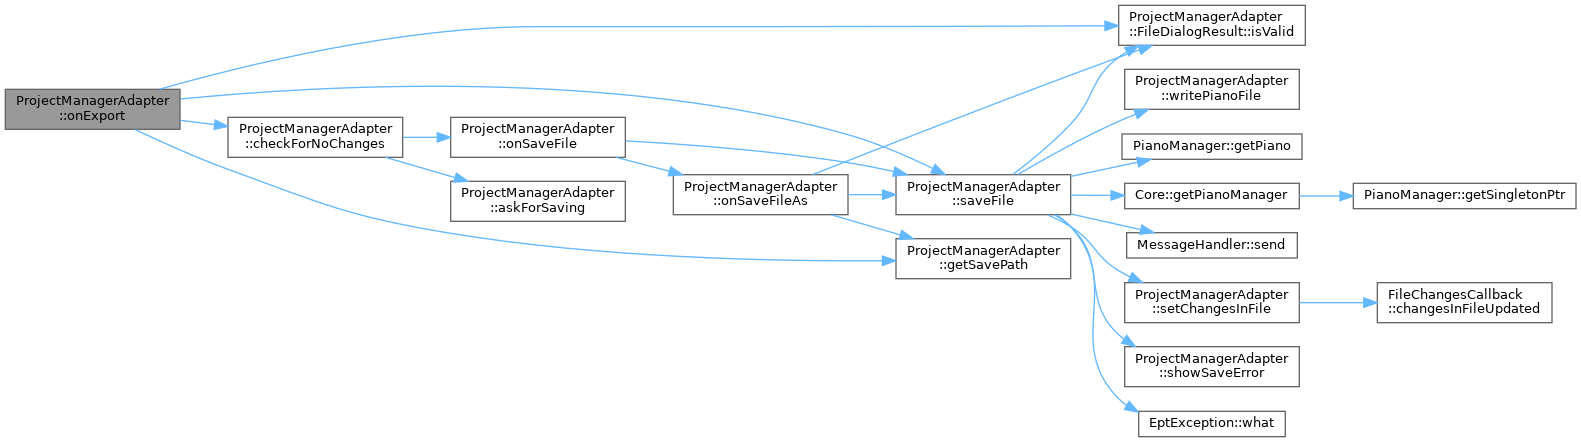 ProjectManagerAdapter
::onExport
ProjectManagerAdapter
::checkForNoChanges
ProjectManagerAdapter
::onSaveFile
ProjectManagerAdapter
::askForSaving
ProjectManagerAdapter
::onSaveFileAs
ProjectManagerAdapter
::saveFile
ProjectManagerAdapter
::getSavePath
ProjectManagerAdapter
::FileDialogResult::isValid
ProjectManagerAdapter
::writePianoFile
PianoManager::getPiano
Core::getPianoManager
PianoManager::getSingletonPtr
MessageHandler::send
ProjectManagerAdapter
::setChangesInFile
FileChangesCallback
::changesInFileUpdated
ProjectManagerAdapter
::showSaveError
EptException::what